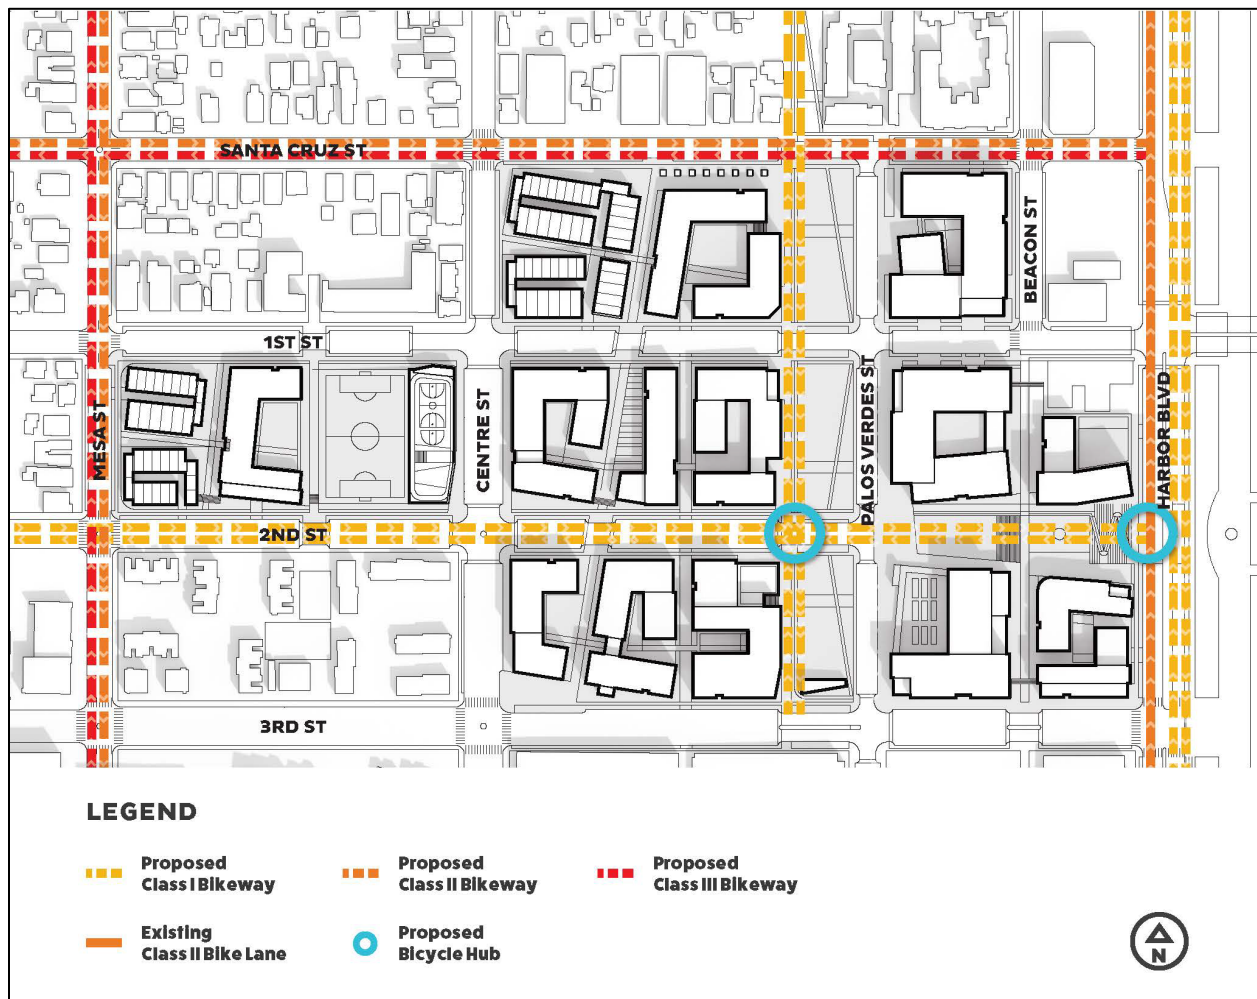 SANTA CRUZ ST
BEACON ST
1ST ST
MESA ST
CENTRE ST
PALOS VERDES ST
HARBOR BLVD
2ND ST
3RD ST
LEGEND
Proposed
Class I Bikeway
Proposed
Class II Bikeway
Proposed
Class III Bikeway
Existing
Class II Bike Lane
Proposed
Bicycle Hub
N